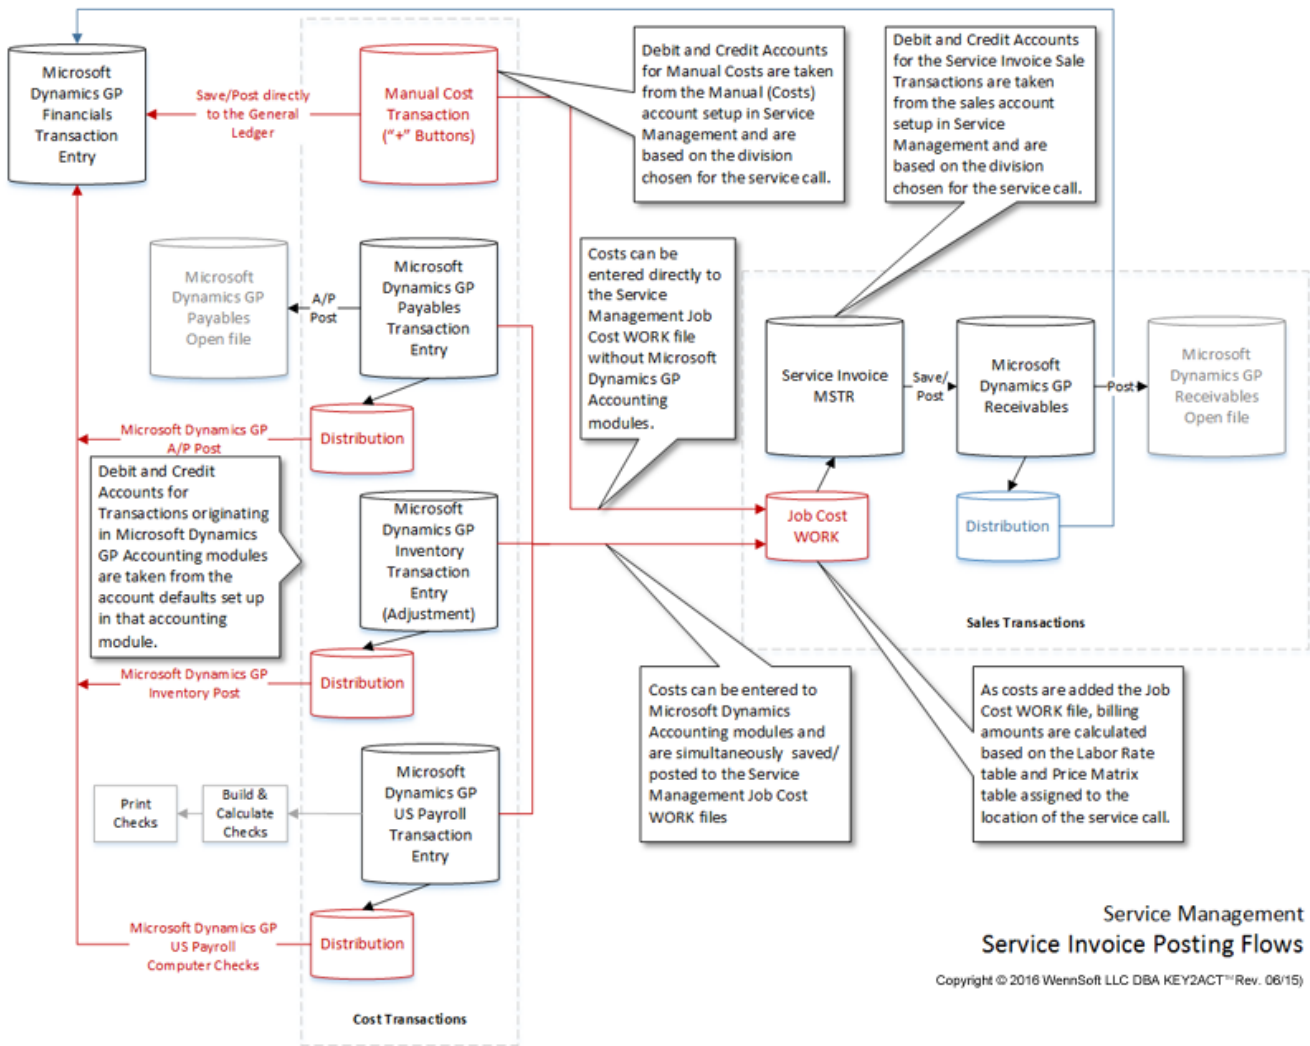 Microsoft
Dynamics GP
Financials
Transaction
Entry
Save/Post directly
to the General
Ledger
Manual Cost
Transaction
("+" Buttons)
Debit and Credit Accounts
for Manual Costs are taken
from the Manual (Costs)
account setup in Service
Management and are
based on the division
chosen for the service call.
Debit and Credit Accounts
for the Service Invoice Sale
Transactions are taken
from the sales account
setup in Service
Management and are
based on the division
chosen for the service call.
Microsoft
Dynamics GP
Payables
Open file
A/P
Post
Microsoft
Dynamics GP
Payables
Transaction
Entry
Costs can be
entered directly to
the Service
Management Job
Cost WORK file
without Microsoft
Dynamics GP
Accounting
modules.
Service Invoice
MSTR
Save/
Post
Microsoft
Dynamics GP
Receivables
Post
Microsoft
Dynamics GP
Receivables
Open file
Microsoft Dynamics GP
A/P Post
Distribution
Debit and Credit
Accounts for
Transactions originating
in Microsoft Dynamics
GP Accounting modules
are taken from the
account defaults set up
in that accounting
module.
Microsoft
Dynamics GP
Inventory
Transaction
Entry
(Adjustment)
Job Cost
WORK
Distribution
Sales Transactions
Microsoft Dynamics GP
Inventory Post
Distribution
Costs can be entered to
Microsoft Dynamics
Accounting modules and
are simultaneously saved/
posted to the Service
Management Job Cost
WORK files
As costs are added the Job
Cost WORK file, billing
amounts are calculated
based on the Labor Rate
table and Price Matrix
table assigned to the
location of the service call.
Print
Checks
Build &
Calculate
Checks
Microsoft
Dynamics GP
US Payroll
Transaction
Entry
Microsoft Dynamics GP
US Payroll
Computer Checks
Distribution
Cost Transactions
Service Management
Service Invoice Posting Flows
Copyright © 2016 WennSoft LLC DBA KEY2ACT™ Rev. 06/15)